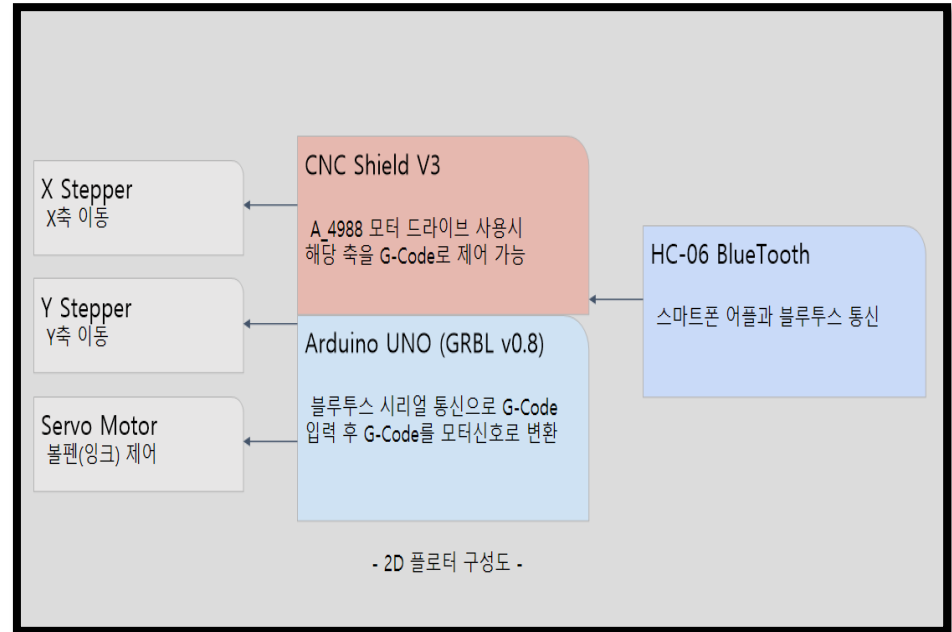 X Stepper
X축 이동
Y Stepper
Y축 이동
Servo Motor
볼펜(잉크) 제어
CNC Shield V3
A_4988 모터 드라이브 사용시
해당 축을 G-Code로 제어 가능
Arduino UNO (GRBL v0.8)
블루투스 시리얼 통신으로 G-Code
입력 후 G-Code를 모터신호로 변환
HC-06 BlueTooth
스마트폰 어플과 블루투스 통신
- 2D 플로터 구성도 -